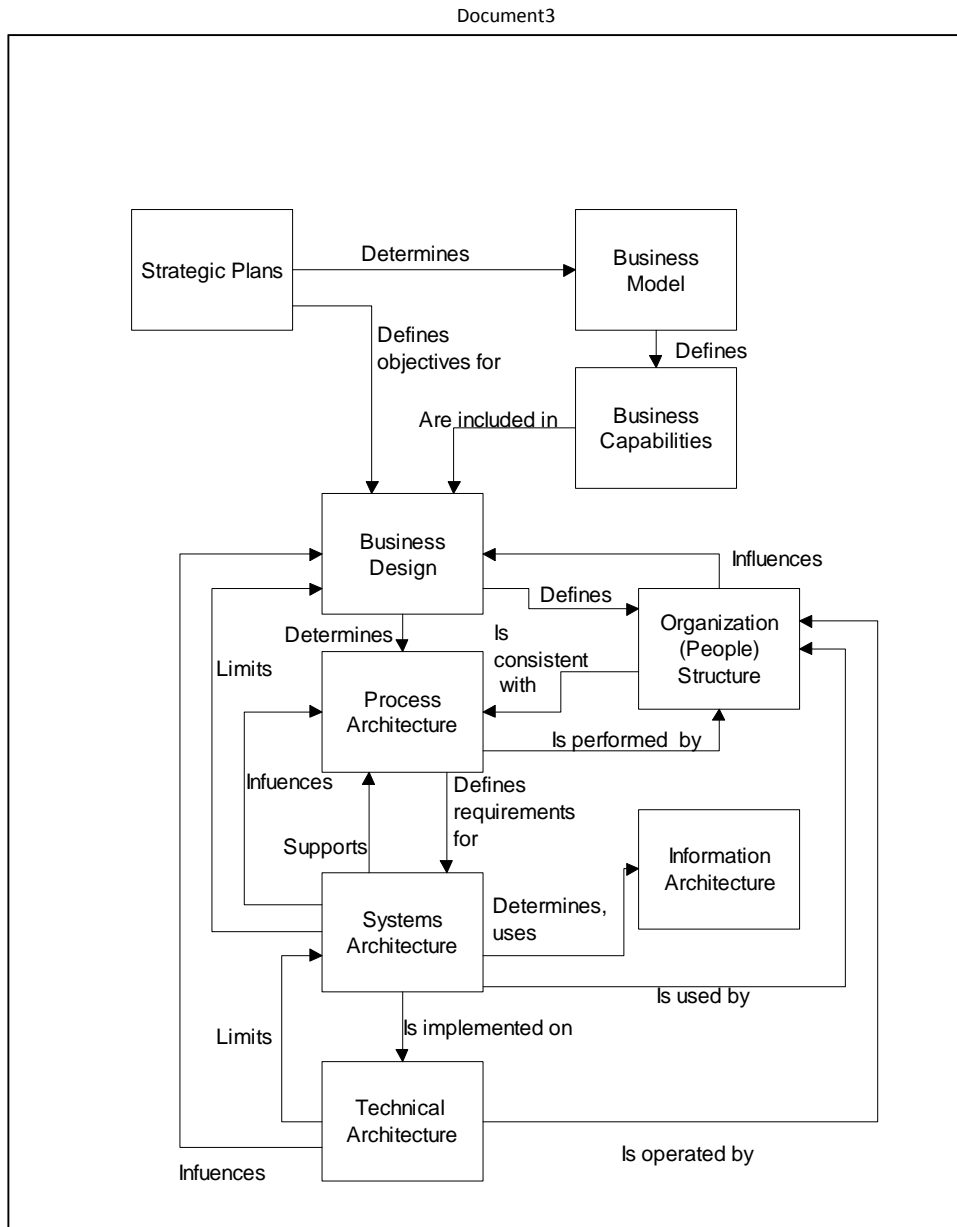 Document3
Strategic Plans
Determines
Business
Model
Defines
objectives for
Defines
Are included in
Business
Capabilities
Business
Design
Influences
Defines
Determines
Is
consistent
with
Organization
(People)
Structure
Limits
Process
Architecture
Is performed by
Infuences
Defines
requirements
for
Supports
Information
Architecture
Systems
Architecture
Determines,
uses
Is used by
Limits
Is implemented on
Technical
Architecture
Is operated by
Infuences